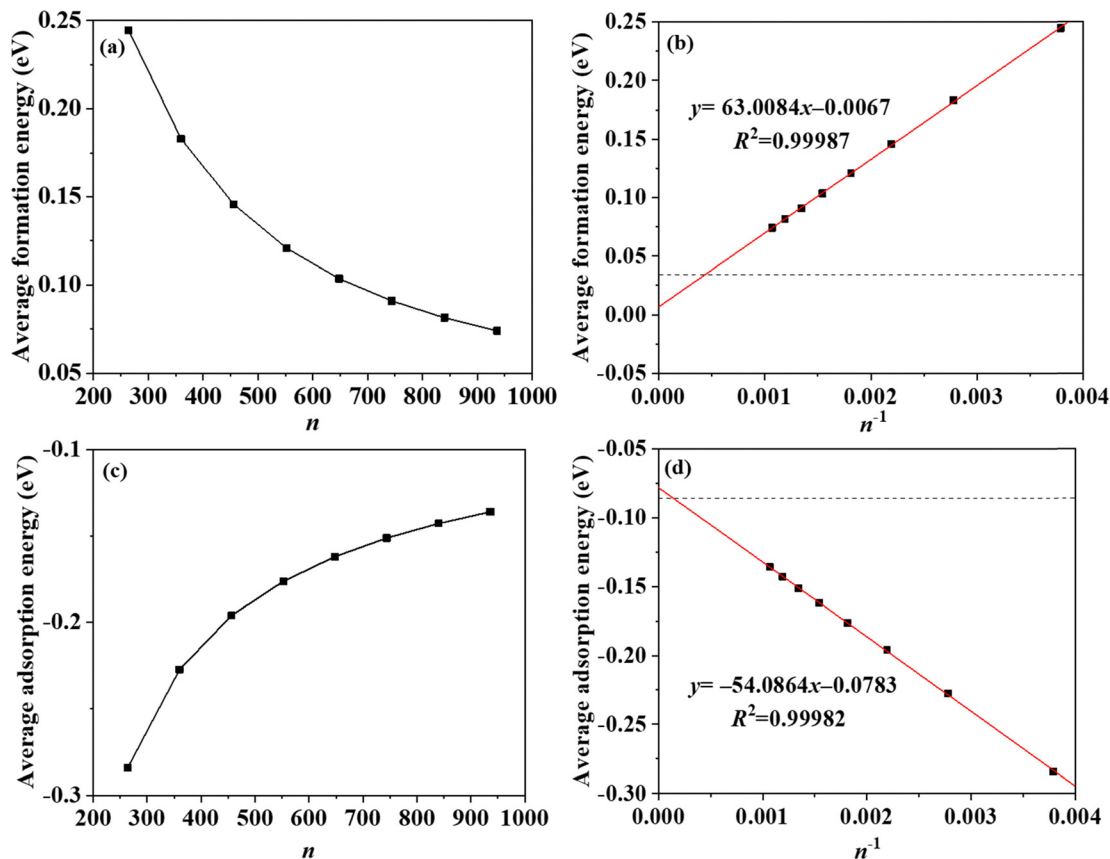 (a)
Average formation energy (eV)
0.25
0.20
0.15
0.10
0.05
200 300 400 500 600 700 800 900 1000
n
(b)
Average formation energy (eV)
0.25
0.20
0.15
0.10
0.05
0.00
-0.05
y= 63.0084x–0.0067
R²=0.99987
0.000 0.001 0.002 0.003 0.004
n⁻¹
(c)
Average adsorption energy (eV)
-0.1
-0.2
-0.3
200 300 400 500 600 700 800 900 1000
n
(d)
Average adsorption energy (eV)
-0.05
-0.10
-0.15
-0.20
-0.25
-0.30
y= –54.0864x–0.0783
R²=0.99982
0.000 0.001 0.002 0.003 0.004
n⁻¹